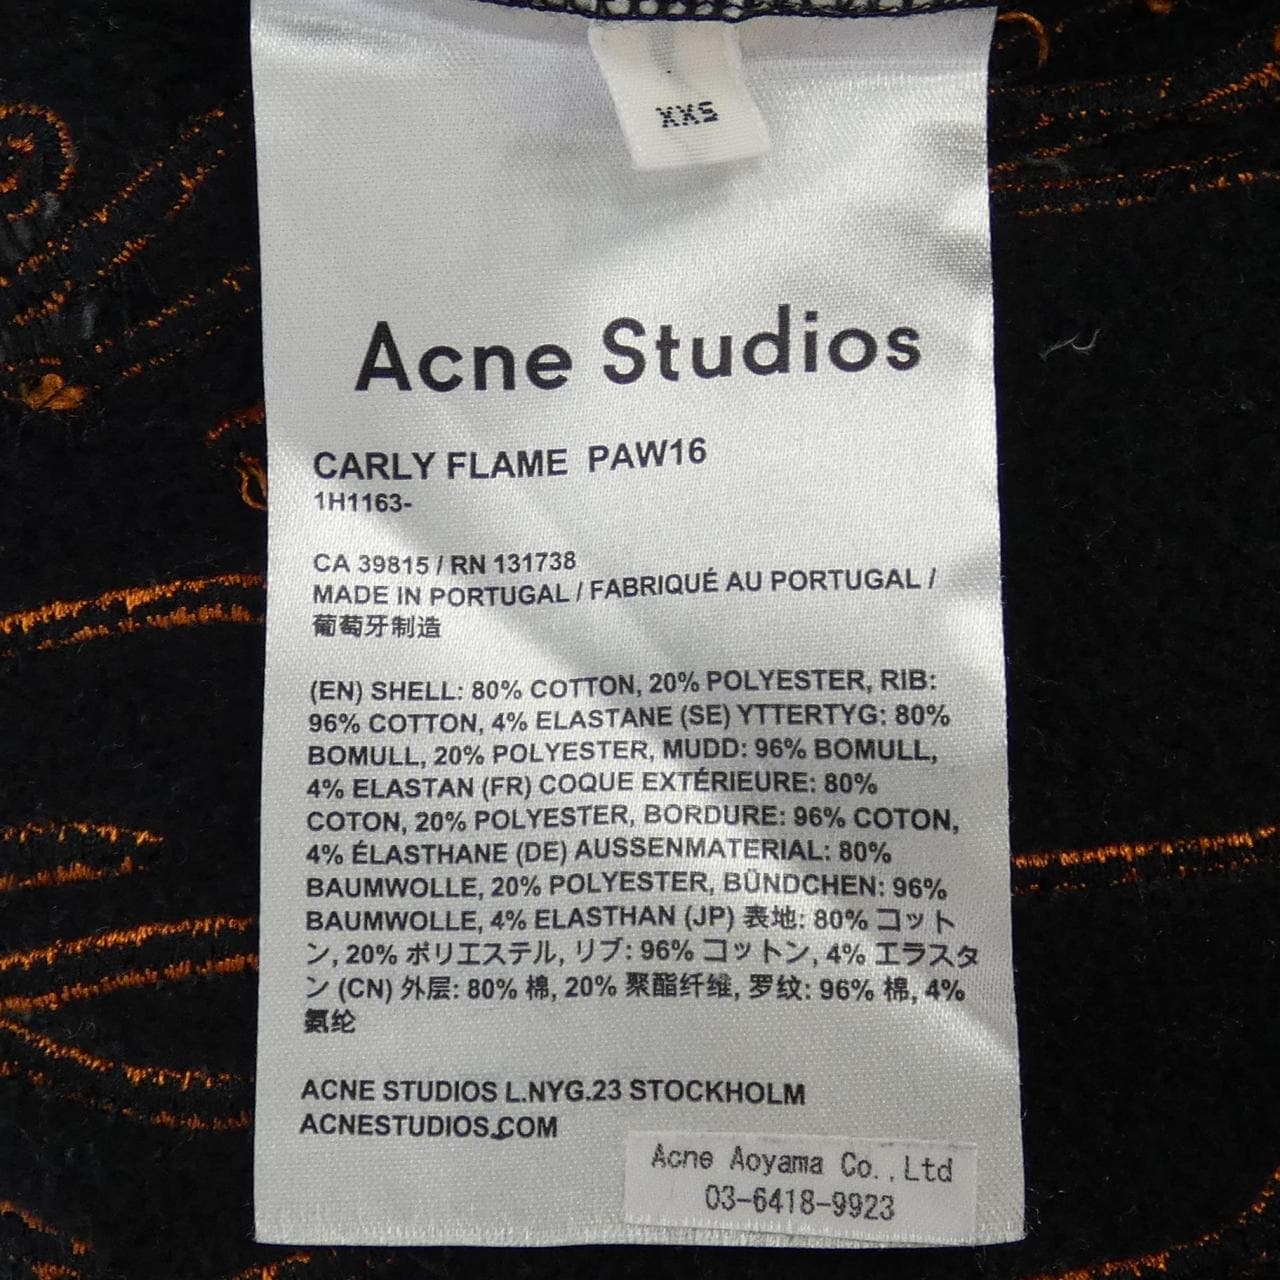 XXS
Acne Studios
CARLY FLAME PAW16
1H1163-
CA 39815 / RN 131738
MADE IN PORTUGAL / FABRIQUÉ AU PORTUGAL /
葡萄牙制造
(EN) SHELL: 80% COTTON, 20% POLYESTER, RIB:
96% COTTON, 4% ELASTANE (SE) YTTERTYG: 80%
BOMULL, 20% POLYESTER, MUDD: 96% BOMULL,
4% ELASTAN (FR) COQUE EXTÉRIEURE: 80%
COTON, 20% POLYESTER, BORDURE: 96% COTON,
4% ÉLASTHANE (DE) AUSSENMATERIAL: 80%
BAUMWOLLE, 20% POLYESTER, BÜNDCHEN: 96%
BAUMWOLLE, 4% ELASTHAN (JP) 表地: 80% コット
ン, 20% ポリエステル, リブ: 96% コットン, 4% エラスタ
ン (CN) 外层: 80% 棉, 20% 聚酯纤维, 罗纹: 96% 棉, 4%
氨纶
ACNE STUDIOS L.NYG.23 STOCKHOLM
ACNESTUDIOS.COM
Acne Aoyama Co.,Ltd
03-6418-9923